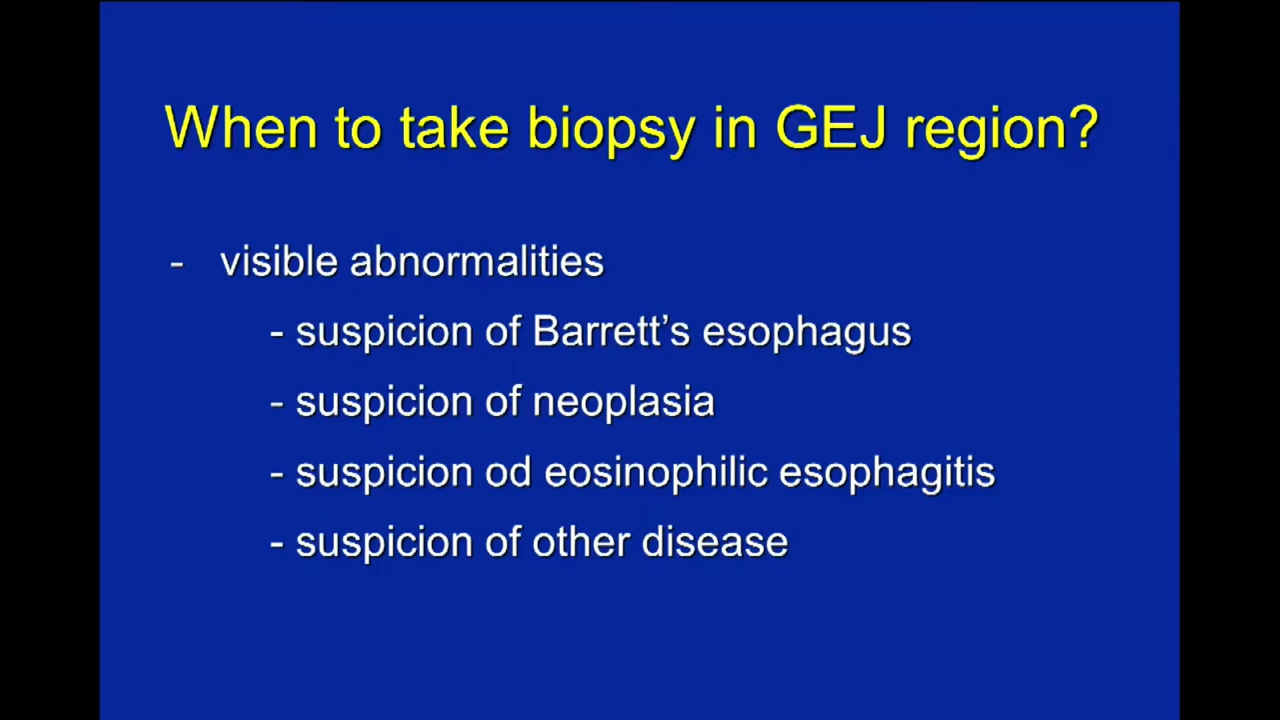 When to take biopsy in GEJ region?
- visible abnormalities
- suspicion of Barrett’s esophagus
- suspicion of neoplasia
- suspicion od eosinophilic esophagitis
- suspicion of other disease